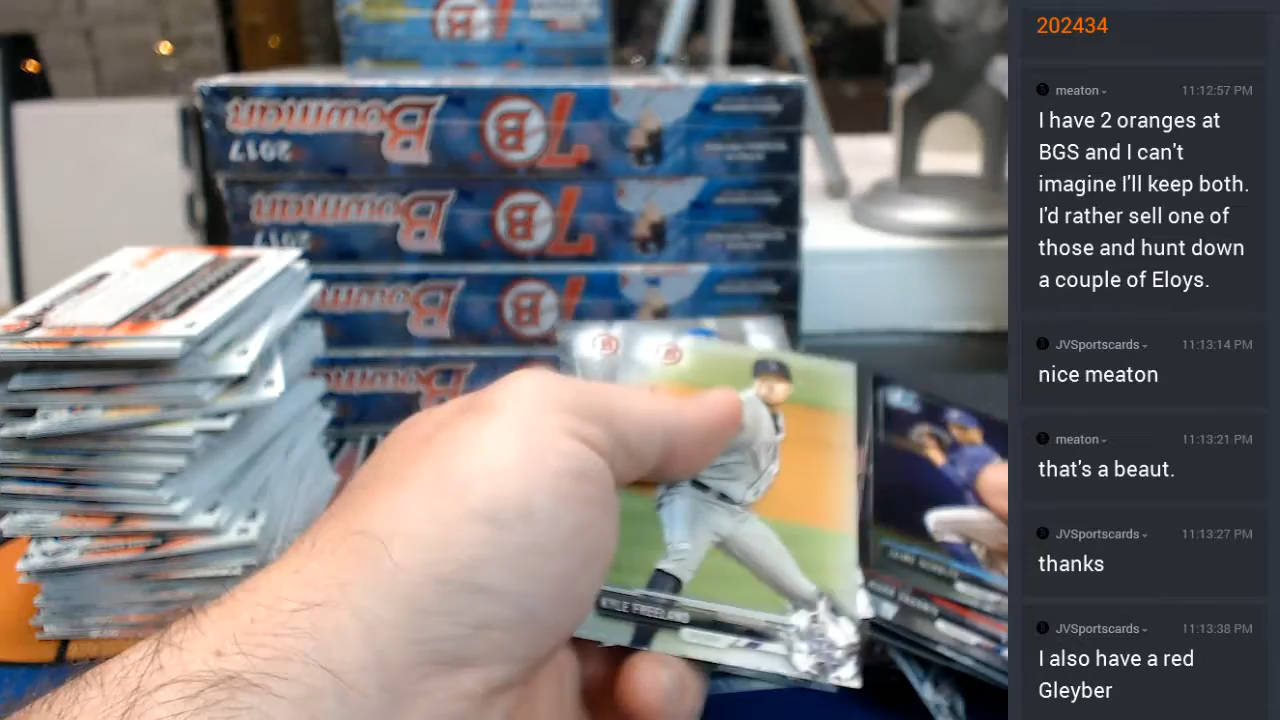 202434
meaton
11:12:57 PM
I have 2 oranges at
BGS and I can't
imagine I'll keep both.
I'd rather sell one of
those and hunt down
a couple of Eloys.
JVSportscards
11:13:14 PM
nice meaton
meaton
11:13:21 PM
that's a beaut.
JVSportscards
11:13:27 PM
thanks
JVSportscards
11:13:38 PM
I also have a red
Gleyber
Bowman
2017
7B
Bowman
2017
7B
Bowman
B
Bowman
KYLE FREELAND